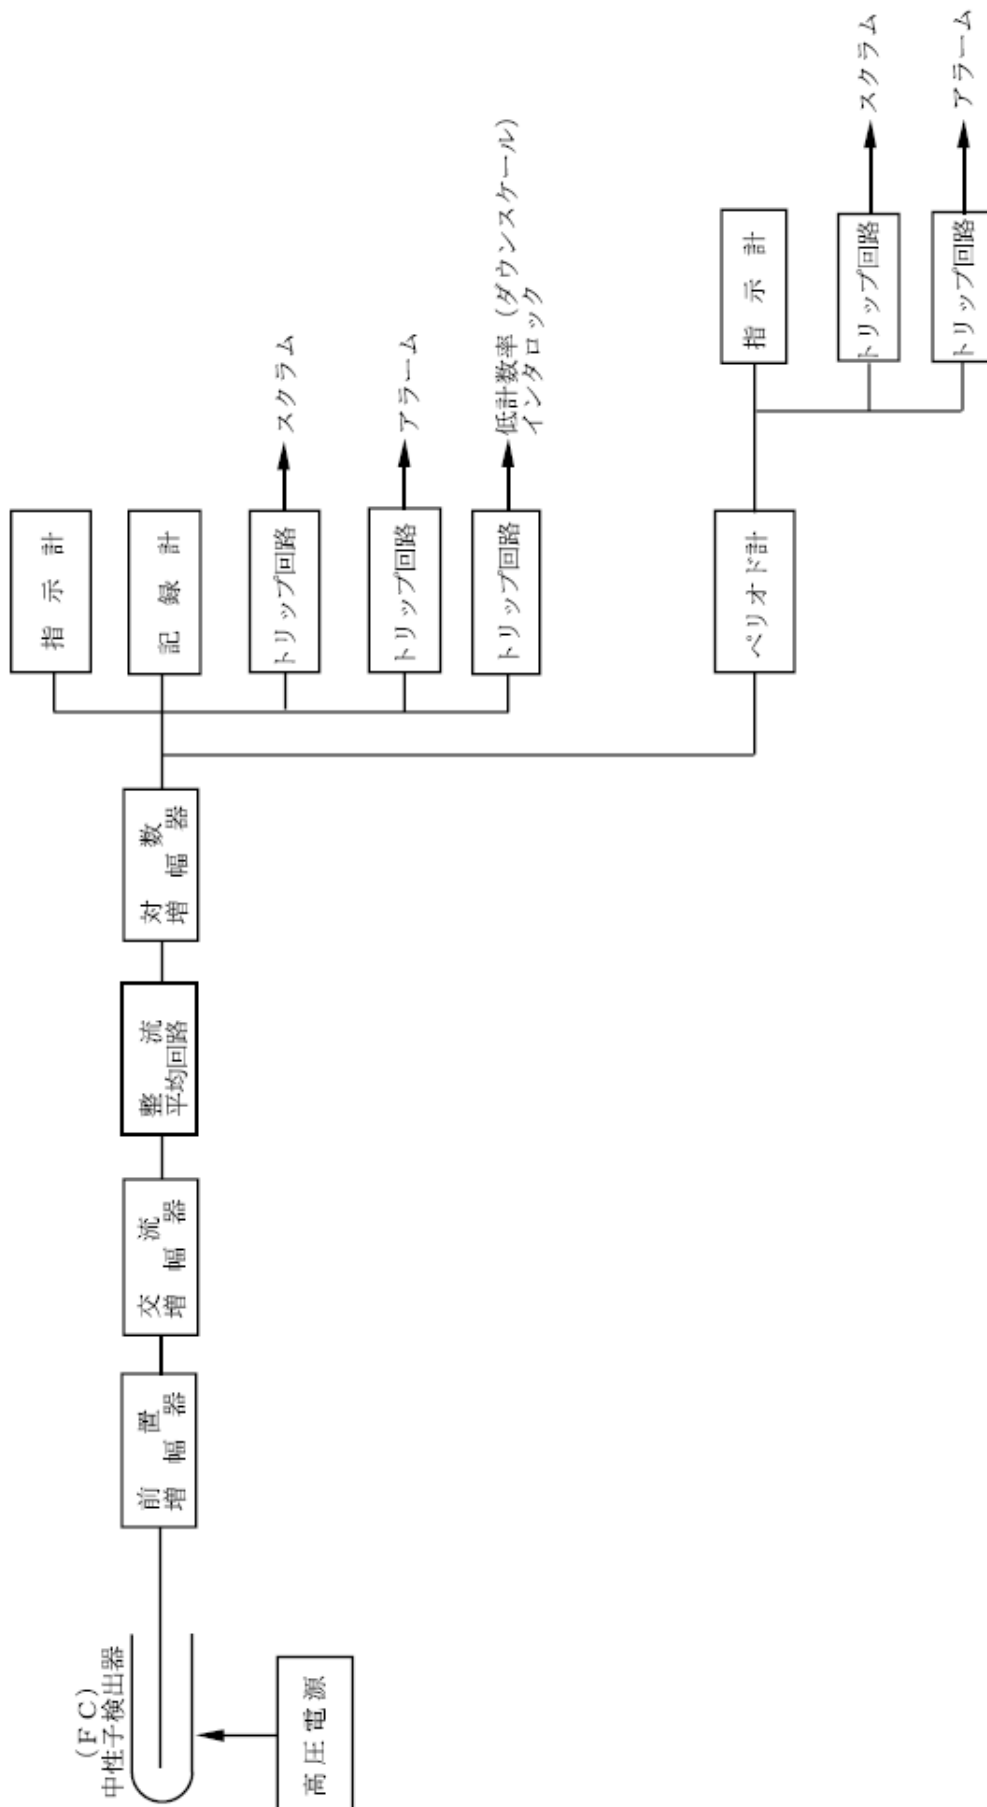 中性子検出器
(FC)
高圧電源
前置
増幅器
交流
増幅器
整流
平均回路
対数
増幅器
指示計
記録計
トリップ回路
スクラム
トリップ回路
アラーム
トリップ回路
低計数率(ダウンスケール)
インタロック
ペリオド計
指示計
トリップ回路
スクラム
トリップ回路
アラーム